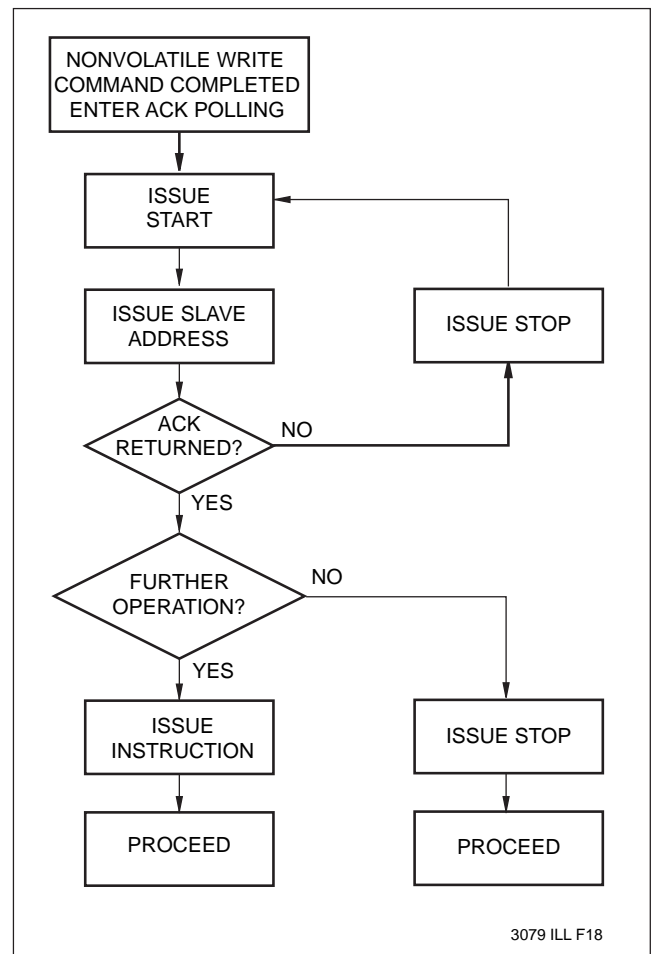 NONVOLATILE WRITE
COMMAND COMPLETED
ENTER ACK POLLING
ISSUE
START
ISSUE SLAVE
ADDRESS
ISSUE STOP
ACK
RETURNED?
NO
YES
FURTHER
OPERATION?
NO
YES
ISSUE
INSTRUCTION
ISSUE STOP
PROCEED
PROCEED
3079 ILL F18